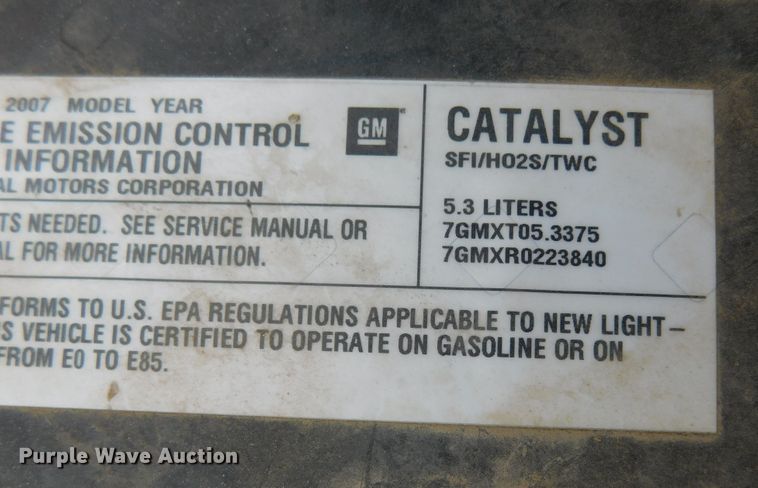 2007 MODEL YEAR
E EMISSION CONTROL
INFORMATION
AL MOTORS CORPORATION
GM
CATALYST
SFI/HO2S/TWC
5.3 LITERS
7GMXT05.3375
7GMXR0223840
TS NEEDED. SEE SERVICE MANUAL OR
AL FOR MORE INFORMATION.
FORMS TO U.S. EPA REGULATIONS APPLICABLE TO NEW LIGHT-
S VEHICLE IS CERTIFIED TO OPERATE ON GASOLINE OR ON
FROM E0 TO E85.
Purple Wave Auction